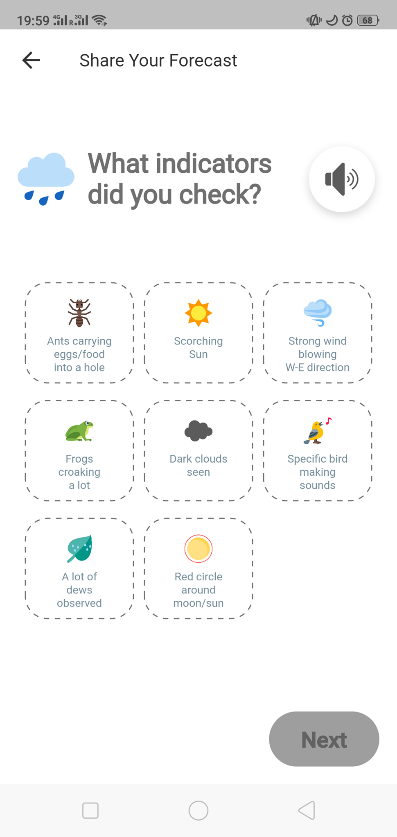 19:59 4G R 3G 68
Share Your Forecast
What indicators
did you check?
Ants carrying
eggs/food
into a hole
Scorching
Sun
Strong wind
blowing
W-E direction
Frogs
croaking
a lot
Dark clouds
seen
Specific bird
making
sounds
A lot of
dews
observed
Red circle
around
moon/sun
Next